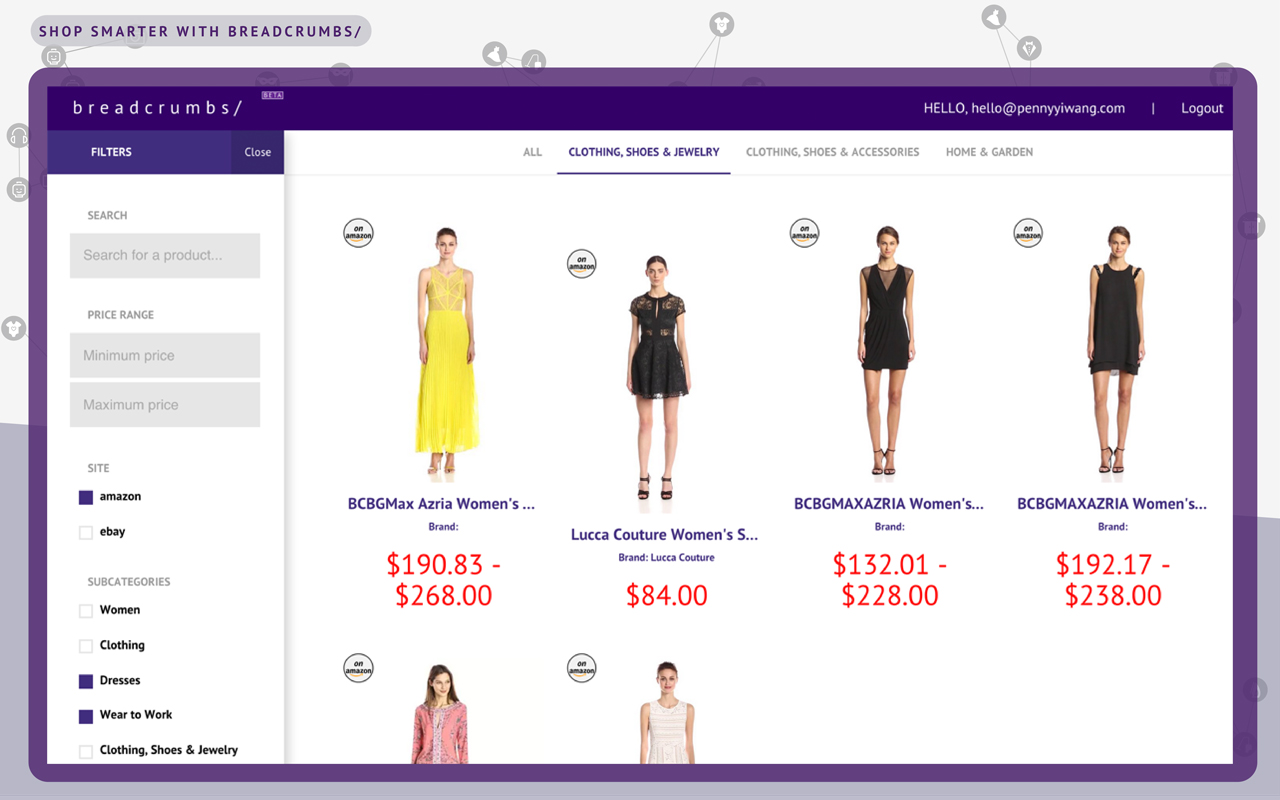 SHOP SMARTER WITH BREADCRUMBS/
breadcrumbs/
BETA
HELLO, hello@pennyyiwang.com | Logout
FILTERS
Close
ALL
CLOTHING, SHOES & JEWELRY
CLOTHING, SHOES & ACCESSORIES
HOME & GARDEN
SEARCH
Search for a product...
PRICE RANGE
Minimum price
Maximum price
SITE
amazon
ebay
SUBCATEGORIES
Women
Clothing
Dresses
Wear to Work
Clothing, Shoes & Jewelry
on
amazon
BCBGMax Azria Women's ...
Brand:
$190.83 -
$268.00
on
amazon
Lucca Couture Women's S...
Brand: Lucca Couture
$84.00
on
amazon
BCBGMAXAZRIA Women's...
Brand:
$132.01 -
$228.00
on
amazon
BCBGMAXAZRIA Women's...
Brand:
$192.17 -
$238.00
on
amazon
on
amazon